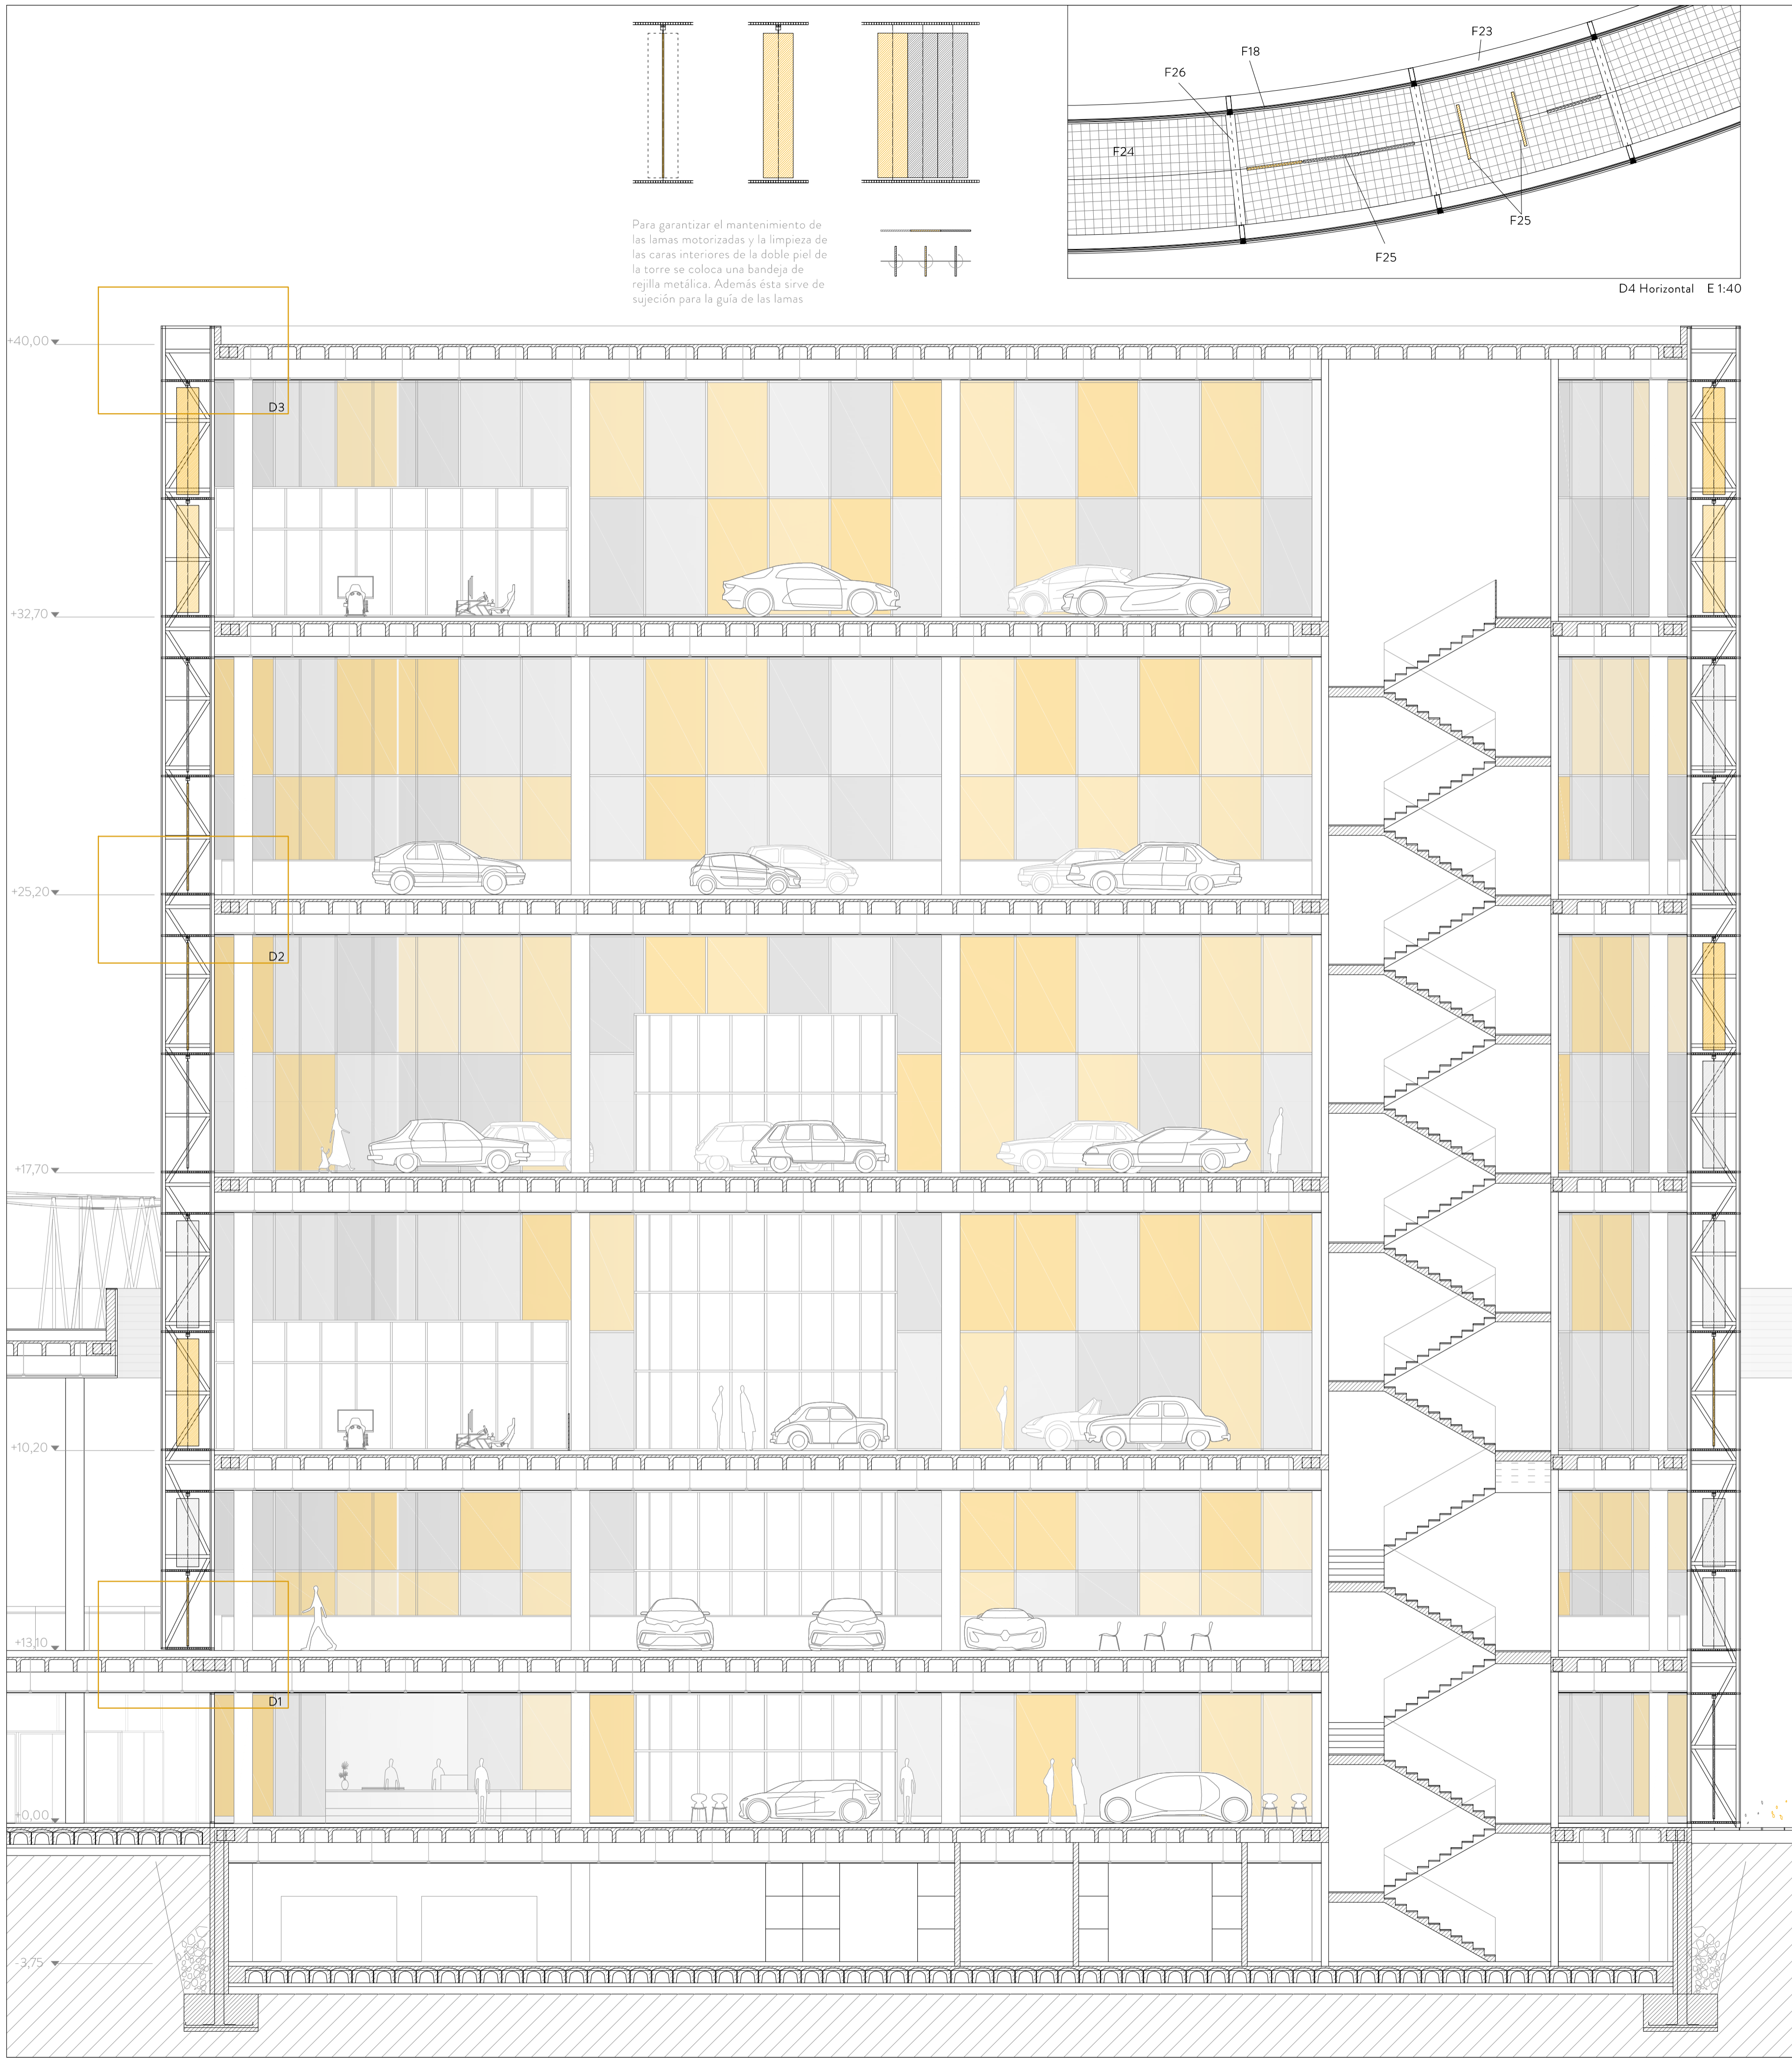 F23
F18
F26
F24
F25
F25
Para garantizar el mantenimiento de
las lamas motorizadas y la limpieza de
las caras interiores de la doble piel de
la torre se coloca una bandeja de
rejilla metálica. Además ésta sirve de
sujeción para la guía de las lamas
D4 Horizontal E 1:40
+40,00
D3
+32,70
+25,20
D2
+17,70
+10,20
+13,10
D1
+0,00
-3,75